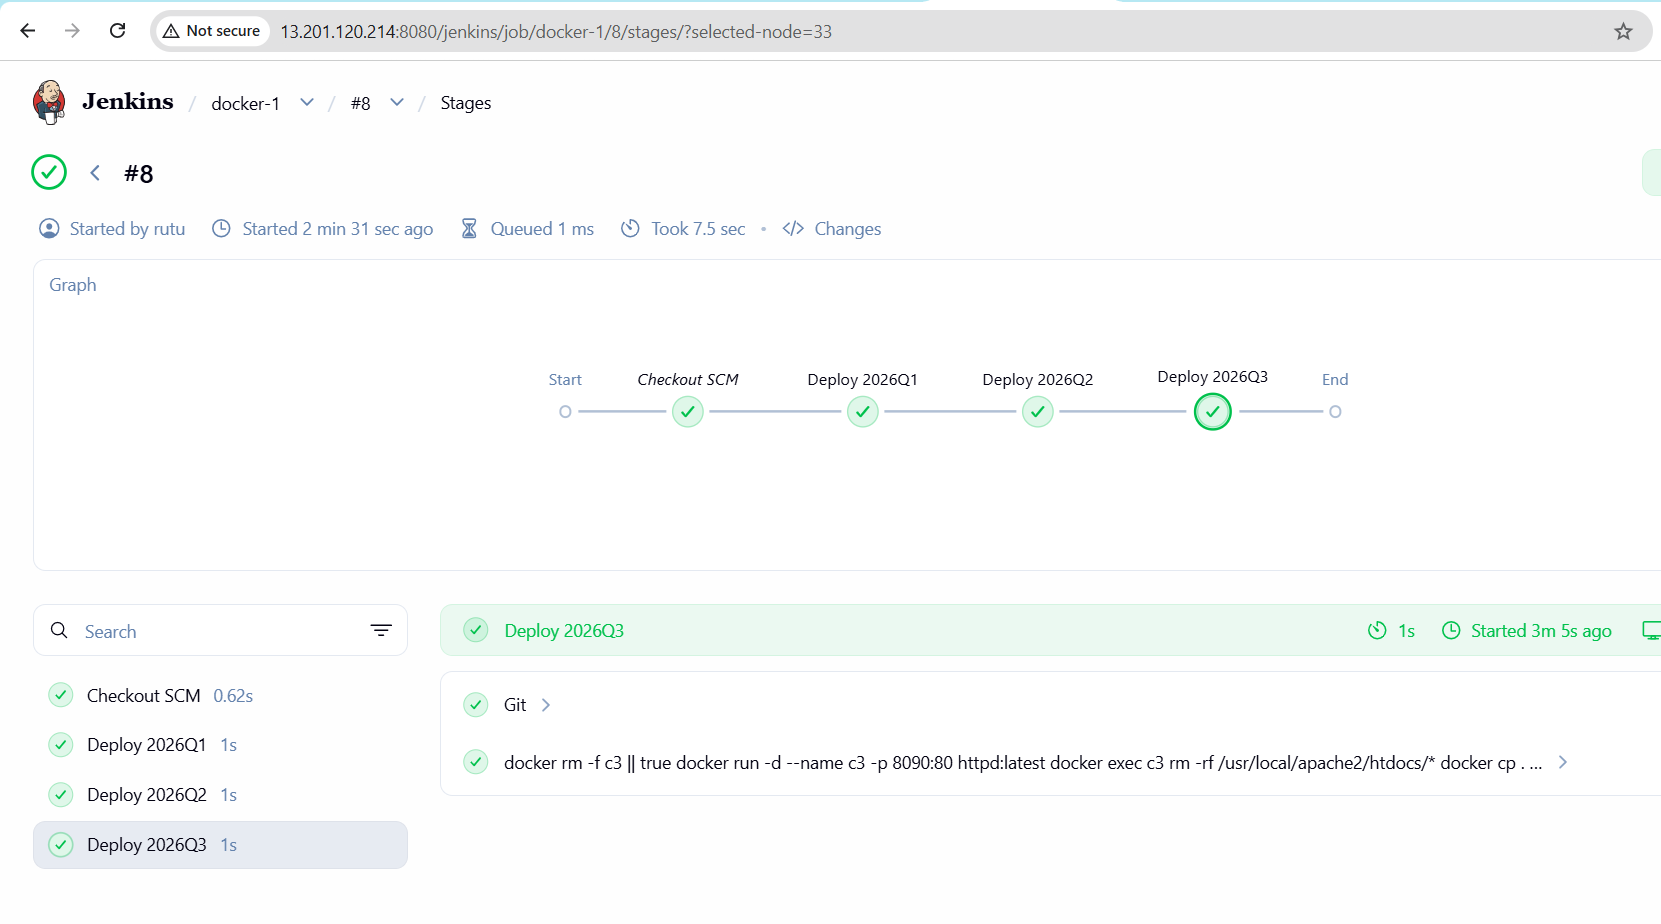 Not secure 13.201.120.214:8080/jenkins/job/docker-1/8/stages/?selected-node=33
Jenkins / docker-1 / #8 / Stages
#8
Started by rutu Started 2 min 31 sec ago Queued 1 ms Took 7.5 sec • </> Changes
Graph
Start Checkout SCM Deploy 2026Q1 Deploy 2026Q2 Deploy 2026Q3 End
Search
Deploy 2026Q3 1s Started 3m 5s ago
Checkout SCM 0.62s
Deploy 2026Q1 1s
Deploy 2026Q2 1s
Deploy 2026Q3 1s
Git
docker rm -f c3 || true docker run -d --name c3 -p 8090:80 httpd:latest docker exec c3 rm -rf /usr/local/apache2/htdocs/* docker cp . ...